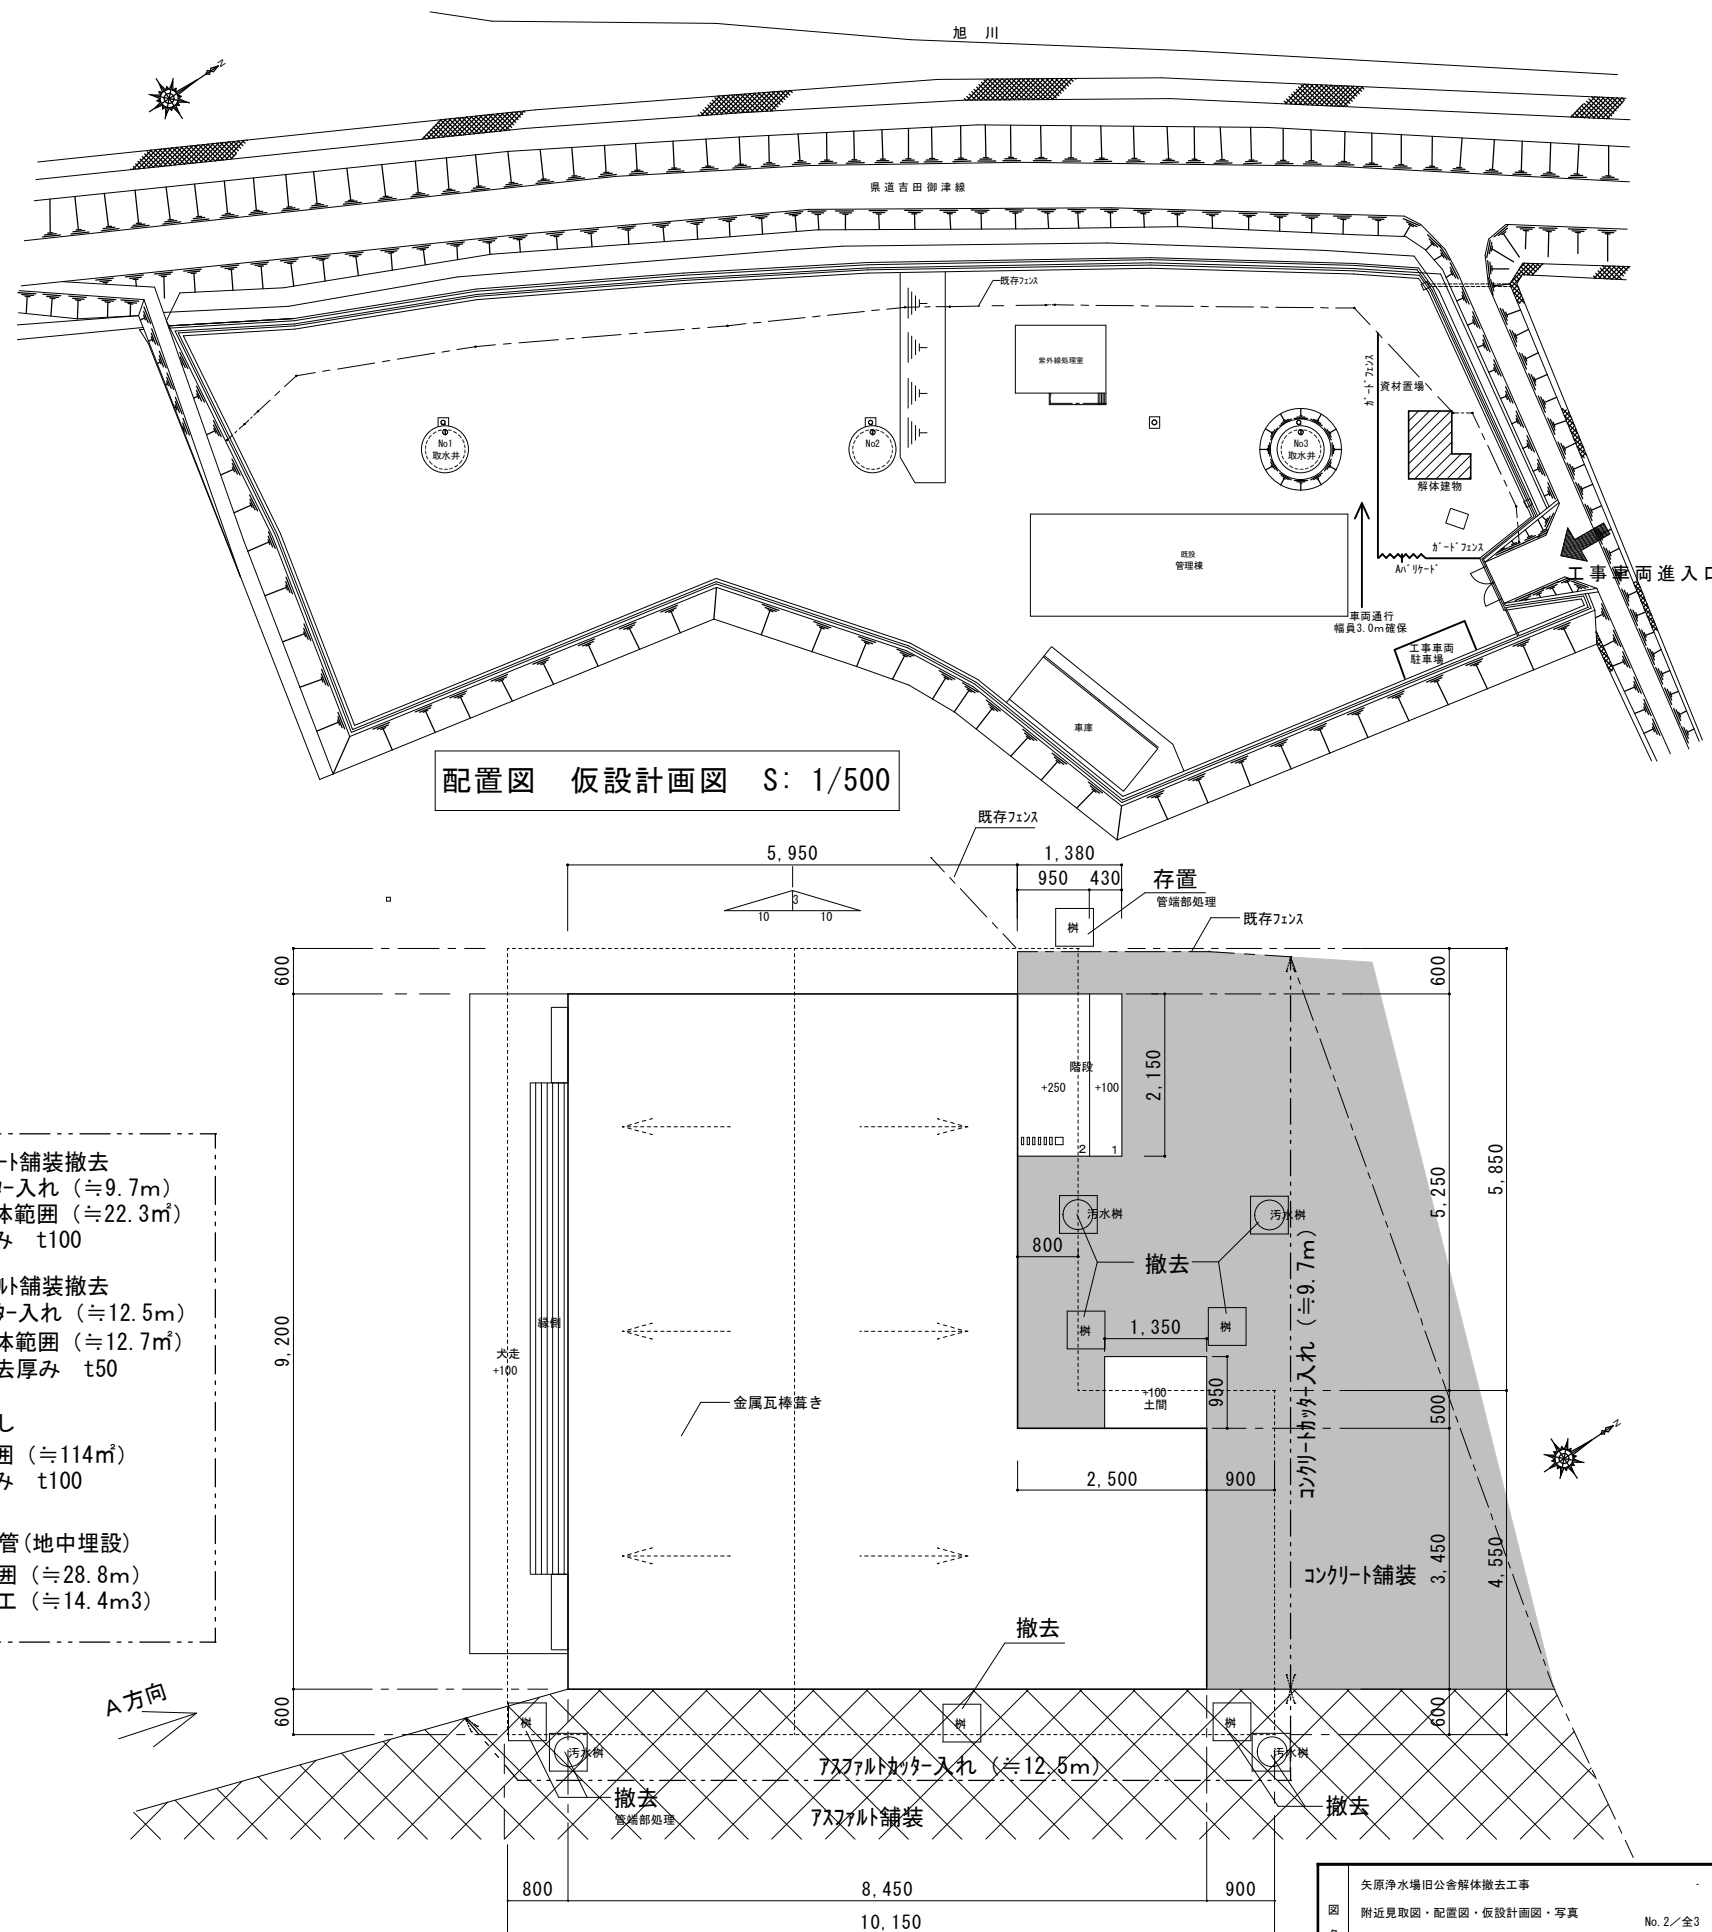 旭 川
N
県道吉田御津線
既存フェンス
紫外線処理室
ガードフェンス
資材置場
No1
取水井
No2
No3
取水井
解体建物
既設
管理棟
ガードフェンス
Aバリケード
工事車両進入口
車両通行
幅員3.0m確保
工事車両
駐車場
車庫
配置図 仮設計画図 S: 1/500
既存フェンス
5,950
1,380
950
430
存置
管端部処理
3
10
10
桝
既存フェンス
600
600
階段
+250
+100
2,150
2
1
5,250
5,850
汚水桝
汚水桝
800
撤去
ート舗装撤去
ター入れ (≒9.7m)
体範囲 (≒22.3㎡)
み t100
ルト舗装撤去
ター入れ (≒12.5m)
体範囲 (≒12.7㎡)
去厚み t50
し
囲 (≒114㎡)
み t100
管(地中埋設)
囲 (≒28.8m)
工 (≒14.4m3)
9,200
縁側
犬走
+100
桝
桝
1,350
コンクリートカッター入れ (≒9.7m)
+100
土間
950
金属瓦棒葺き
500
N
2,500
900
3,450
4,550
コンクリート舗装
撤去
A方向
600
600
桝
桝
桝
汚水桝
汚水桝
アスファルトカッター入れ (≒12.5m)
撤去
管端部処理
アスファルト舗装
撤去
800
8,450
900
10,150
図
矢原浄水場旧公舎解体撤去工事
附近見取図・配置図・仮設計画図・写真
No.2／全3